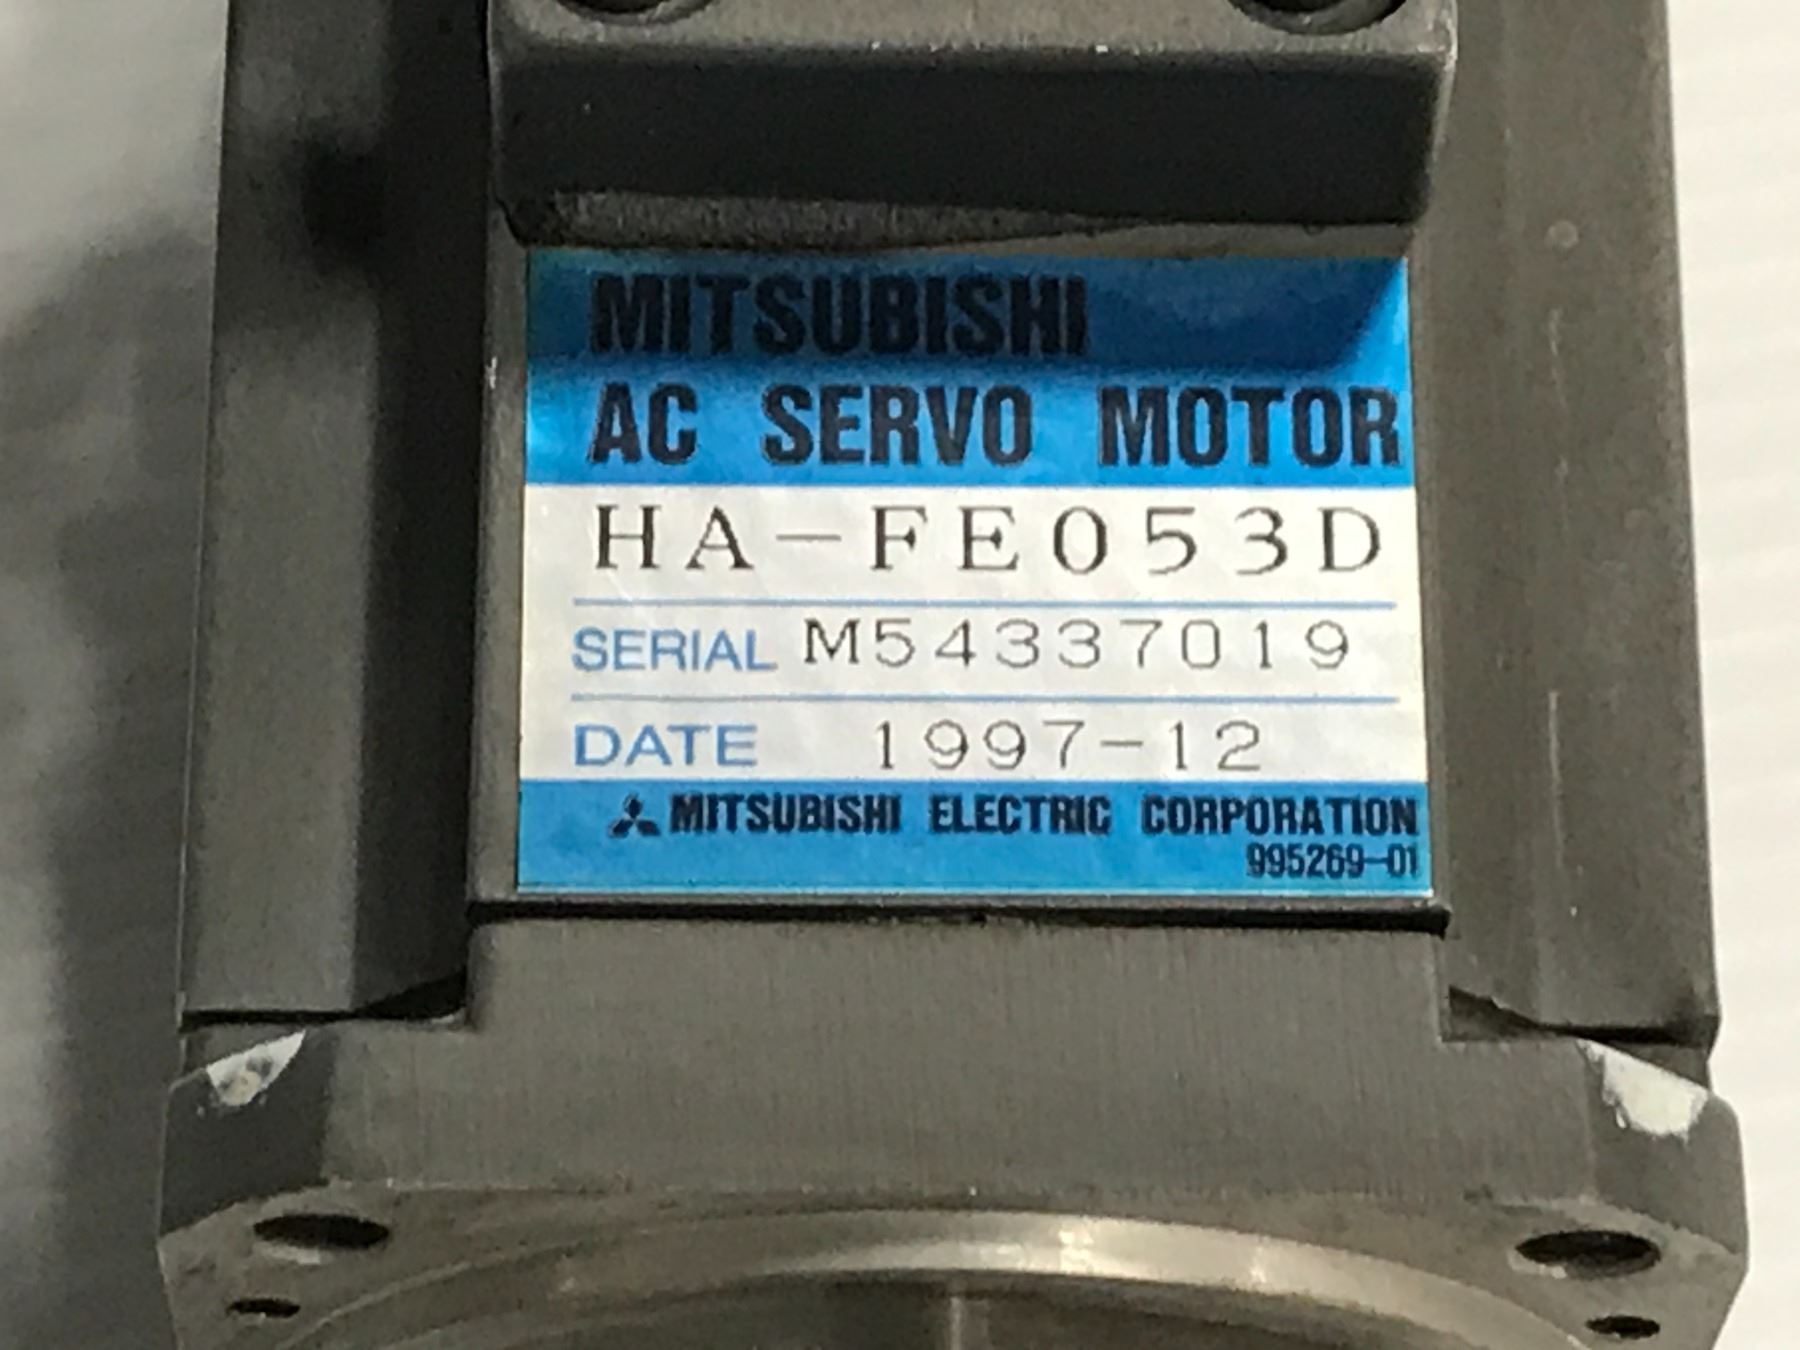 MITSUBISHI
AC SERVO MOTOR
HA-FE053D
SERIAL M54337019
DATE 1997-12
MITSUBISHI ELECTRIC CORPORATION
995269-01